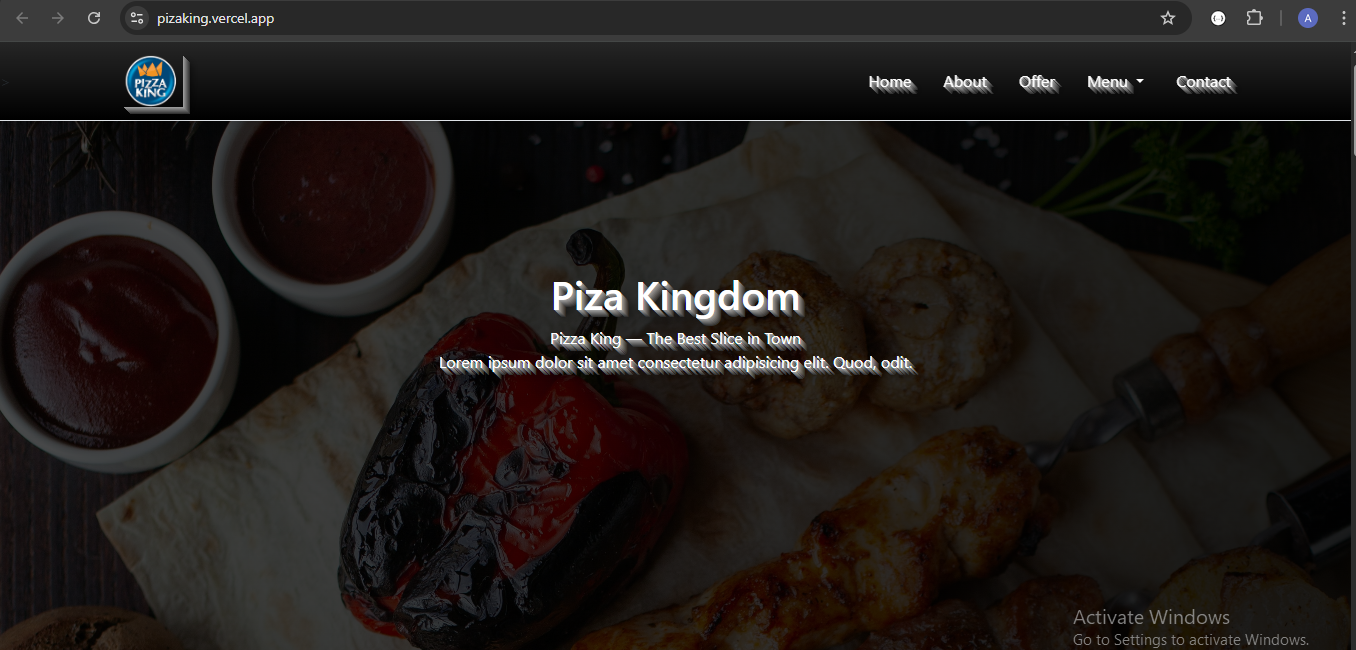 pizaking.vercel.app
A
PIZZA
KING
Home About Offer Menu Contact
>
Piza Kingdom
Pizza King — The Best Slice in Town
Lorem ipsum dolor sit amet consectetur adipisicing elit. Quod, odit.
Activate Windows
Go to Settings to activate Windows.